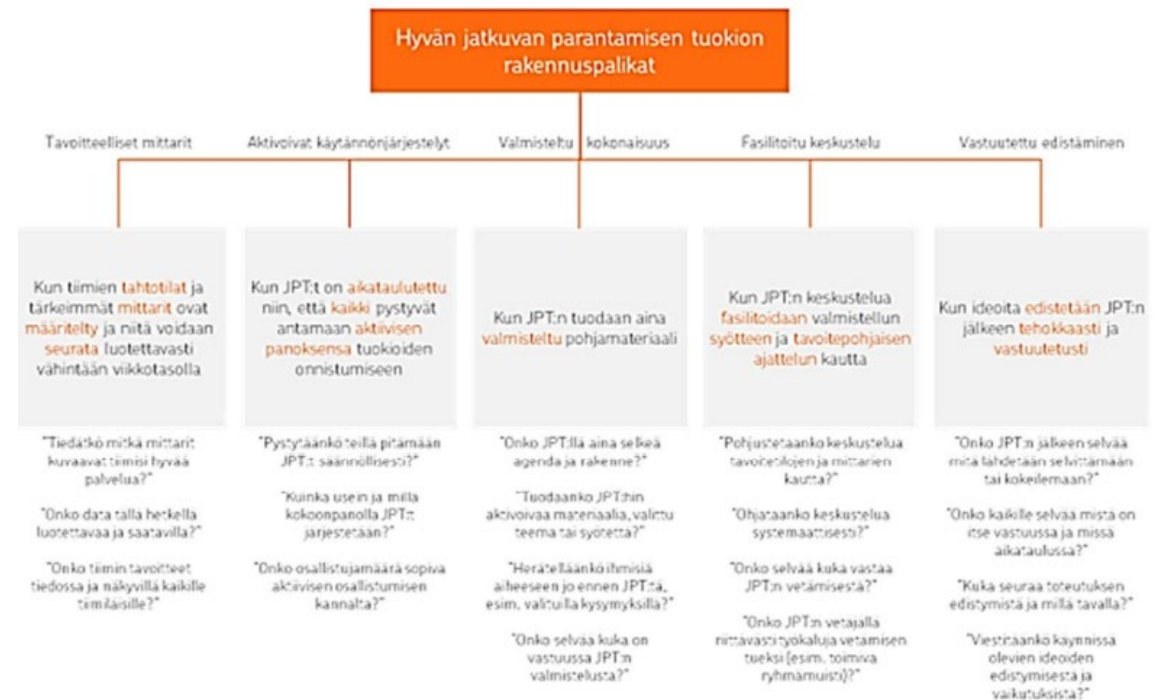 Hyvän jatkuvan parantamisen tuokion
rakennuspalikat
Tavoitteelliset mittarit
Aktivoivat käytännönjärjestelyt
Valmisteltu kokonaisuus
Fasilitoitu keskustelu
Vastuutettu edistäminen
Kun tiimien tahtotilat ja
tärkeimmät mittarit ovat
määritelty ja niitä voidaan
seurata luotettavasti
vähintään viikkotasolla
Kun JPT:t on aikataulutettu
niin, että kaikki pystyvät
antamaan aktiivisen
panoksensa tuokioiden
onnistumiseen
Kun JPT:n tuodaan aina
valmisteltu pohjamateriaali
Kun JPT:n keskustelua
fasilitoidaan valmistellun
syötteen ja tavoitepohjaisen
ajattelun kautta
Kun ideoita edistetään JPT:n
jälkeen tehokkaasti ja
vastuutetusti
"Tiedätkö mitkä mittarit
kuvaavat tiimisi hyvää
palvelua?"
"Onko data tällä hetkellä
luotettavaa ja saatavilla?"
"Onko tiimin tavoitteet
tiedossa ja näkyvillä kaikille
tiimiläisille?"
"Pystytäänkö teillä pitämään
JPT:t säännöllisesti?"
"Kuinka usein ja millä
kokoonpanolla JPT:t
järjestetään?"
"Onko osallistujamäärä sopiva
aktiivisen osallistumisen
kannalta?"
"Onko JPT:llä aina selkeä
agenda ja rakenne?"
"Tuodaanko JPT:hin
aktivoivaa materiaalia, valittu
teema tai syötettä?"
"Herätelläänkö ihmisiä
aiheeseen jo ennen JPT:tä,
esim. valituilla kysymyksillä?"
"Onko selvää kuka on
vastuussa JPT:n
valmistelusta?"
"Pohjustetaanko keskustelua
tavoitetilojen ja mittarien
kautta?"
"Ohjataanko keskustelua
systemaattisesti?"
"Onko selvää kuka vastaa
JPT:n vetämisestä?"
"Onko JPT:n vetäjällä
riittävästi työkaluja vetämisen
tueksi (esim. toimiva
ryhmämuisti)?"
"Onko JPT:n jälkeen selvää
mitä lähdetään selvittämään
tai kokeilemaan?"
"Onko kaikille selvää mistä on
itse vastuussa ja missä
aikataulussa?"
"Kuka seuraa toteutuksen
edistymistä ja millä tavalla?"
"Viestitäänkö käynnissä
olevien ideoiden
edistymisestä ja
vaikutuksista?"